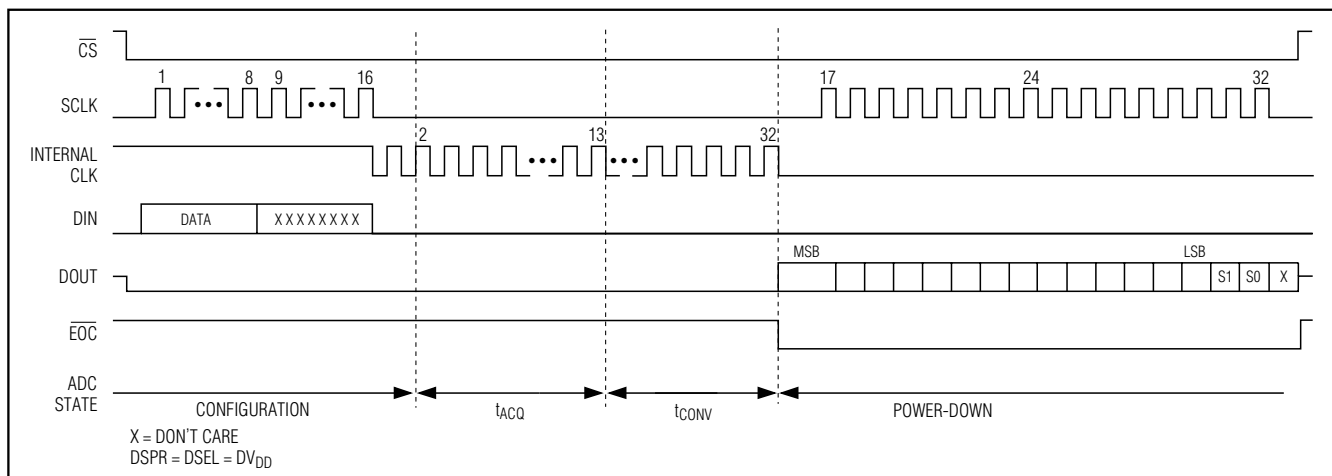 CS
1 8 9 16 17 24 32
SCLK
2 13 32
INTERNAL
CLK
DIN DATA X X X X X X X X
MSB LSB
DOUT S1 S0 X
EOC
ADC
STATE
CONFIGURATION tACQ tCONV POWER-DOWN
X = DON'T CARE
DSPR = DSEL = DVDD